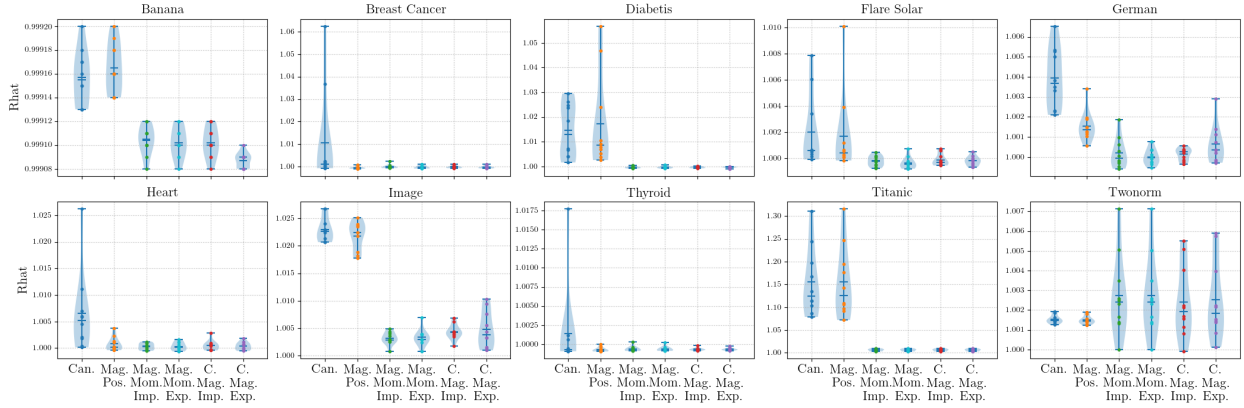 Banana
Breast Cancer
Diabetis
Flare Solar
German
Rhat
0.99920
0.99918
0.99916
0.99914
0.99912
0.99910
0.99908
1.06
1.05
1.04
1.03
1.02
1.01
1.00
1.05
1.04
1.03
1.02
1.01
1.00
1.010
1.008
1.006
1.004
1.002
1.000
1.006
1.005
1.004
1.003
1.002
1.001
1.000
Heart
Image
Thyroid
Titanic
Twonorm
Rhat
1.025
1.020
1.015
1.010
1.005
1.000
1.025
1.020
1.015
1.010
1.005
1.000
1.0175
1.0150
1.0125
1.0100
1.0075
1.0050
1.0025
1.0000
1.30
1.25
1.20
1.15
1.10
1.05
1.00
1.007
1.006
1.005
1.004
1.003
1.002
1.001
1.000
Can. Mag. Mag. Mag. C. C.
Pos. Mom. Mom. Mag. Mag.
Imp. Exp. Imp. Exp.
Can. Mag. Mag. Mag. C. C.
Pos. Mom. Mom. Mag. Mag.
Imp. Exp. Imp. Exp.
Can. Mag. Mag. Mag. C. C.
Pos. Mom. Mom. Mag. Mag.
Imp. Exp. Imp. Exp.
Can. Mag. Mag. Mag. C. C.
Pos. Mom. Mom. Mag. Mag.
Imp. Exp. Imp. Exp.
Can. Mag. Mag. Mag. C. C.
Pos. Mom. Mom. Mag. Mag.
Imp. Exp. Imp. Exp.